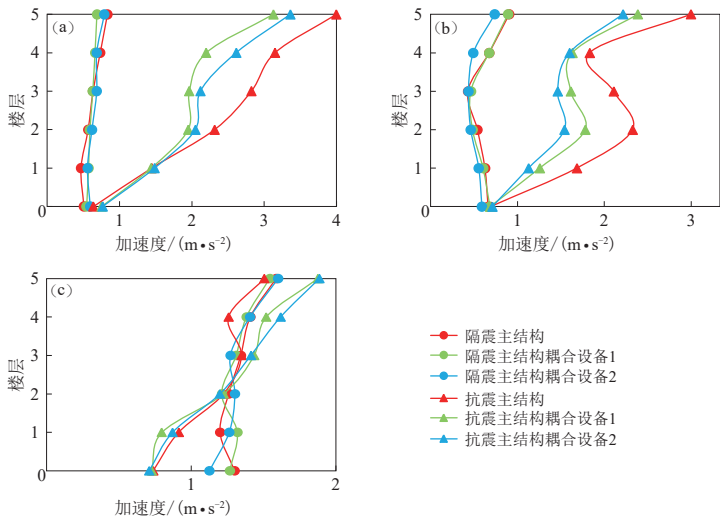 (a)
5
4
3
2
1
0
楼层
1
2
3
4
加速度/(m•s⁻²)
(b)
5
4
3
2
1
0
楼层
1
2
3
加速度/(m•s⁻²)
(c)
5
4
3
2
1
0
楼层
1
2
加速度/(m•s⁻²)
隔震主结构
隔震主结构耦合设备1
隔震主结构耦合设备2
抗震主结构
抗震主结构耦合设备1
抗震主结构耦合设备2